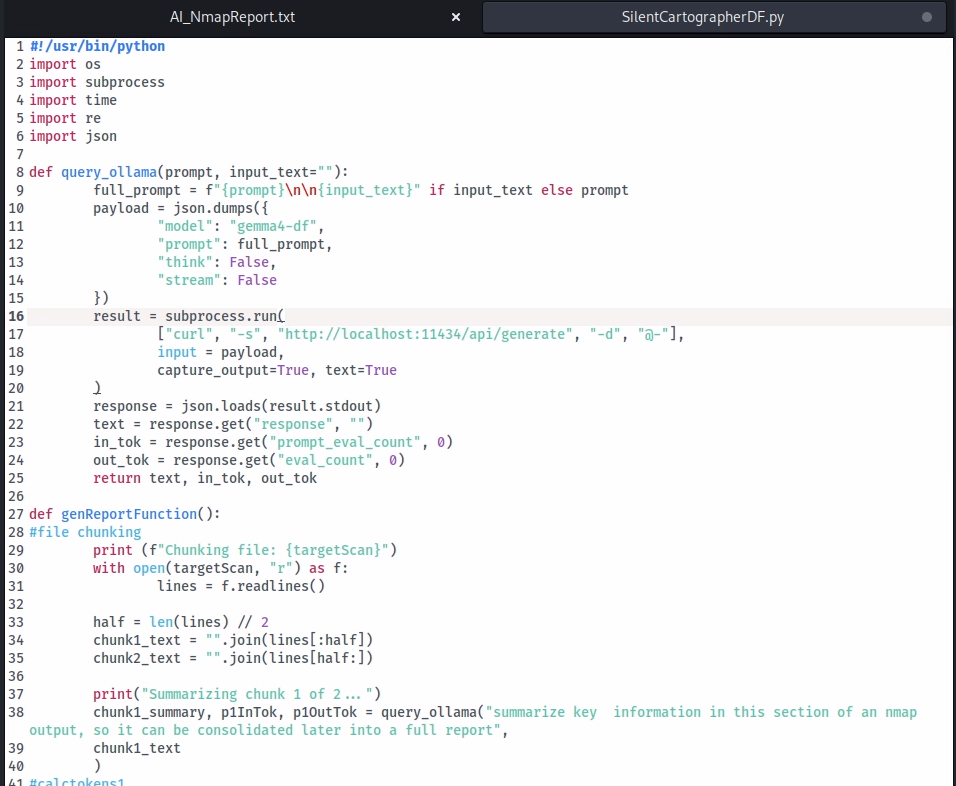 AI_NmapReport.txt
SilentCartographerDF.py
1 #!/usr/bin/python
2 import os
3 import subprocess
4 import time
5 import re
6 import json
7
8 def query_ollama(prompt, input_text=""):
9         full_prompt = f"{prompt}\n\n{input_text}" if input_text else prompt
10         payload = json.dumps({
11                 "model": "gemma4-df",
12                 "prompt": full_prompt,
13                 "think": False,
14                 "stream": False
15         })
16         result = subprocess.run(
17                 ["curl", "-s", "http://localhost:11434/api/generate", "-d", "@-"],
18                 input = payload,
19                 capture_output=True, text=True
20         )
21         response = json.loads(result.stdout)
22         text = response.get("response", "")
23         in_tok = response.get("prompt_eval_count", 0)
24         out_tok = response.get("eval_count", 0)
25         return text, in_tok, out_tok
26
27 def genReportFunction():
28 #file chunking
29         print (f"Chunking file: {targetScan}")
30         with open(targetScan, "r") as f:
31                 lines = f.readlines()
32
33         half = len(lines) // 2
34         chunk1_text = "".join(lines[:half])
35         chunk2_text = "".join(lines[half:])
36
37         print("Summarizing chunk 1 of 2...")
38         chunk1_summary, p1InTok, p1OutTok = query_ollama("summarize key  information in this section of an nmap
output, so it can be consolidated later into a full report",
39         chunk1_text
40         )
41 #calctokens1